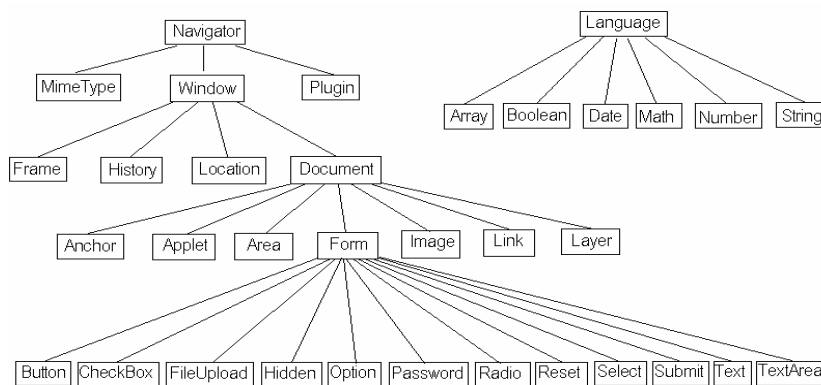 Navigator
Language
MimeType
Window
Plugin
Array
Boolean
Date
Math
Number
String
Frame
History
Location
Document
Anchor
Applet
Area
Form
Image
Link
Layer
Button
CheckBox
FileUpload
Hidden
Option
Password
Radio
Reset
Select
Submit
Text
TextArea